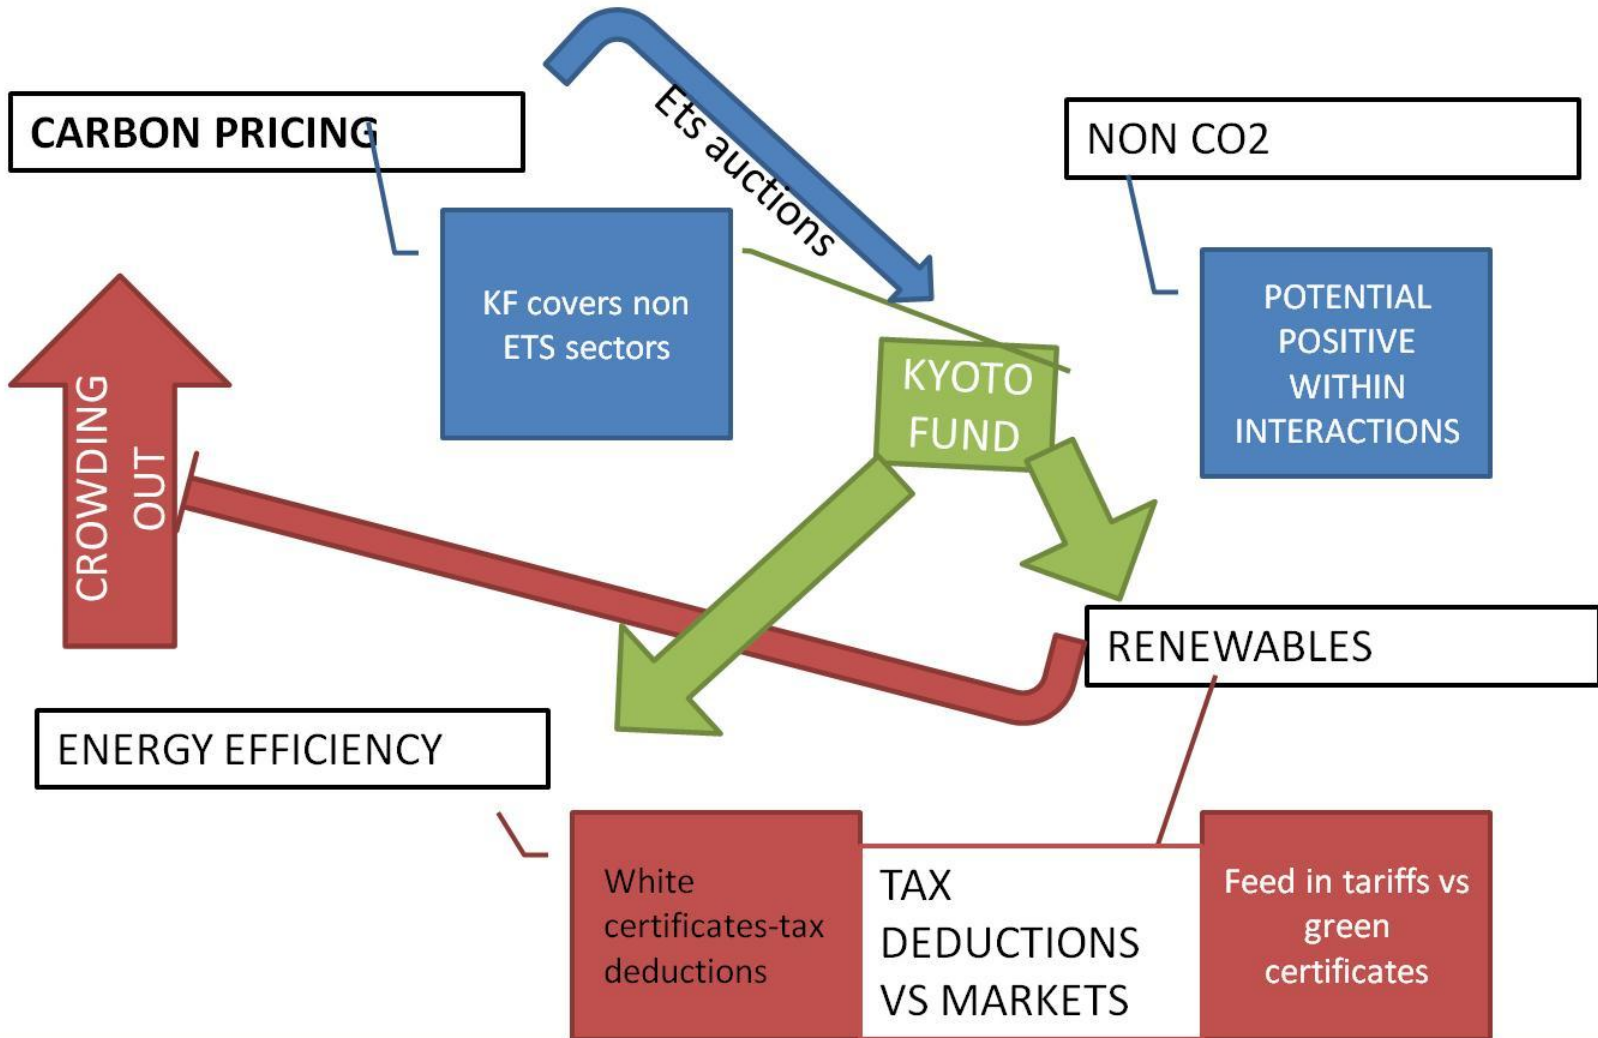 Ets auctions
CARBON PRICING
NON CO2
KF covers non
ETS sectors
POTENTIAL
POSITIVE
WITHIN
INTERACTIONS
KYOTO
FUND
CROWDING
OUT
RENEWABLES
ENERGY EFFICIENCY
White
certificates-tax
deductions
TAX
DEDUCTIONS
VS MARKETS
Feed in tariffs vs
green
certificates